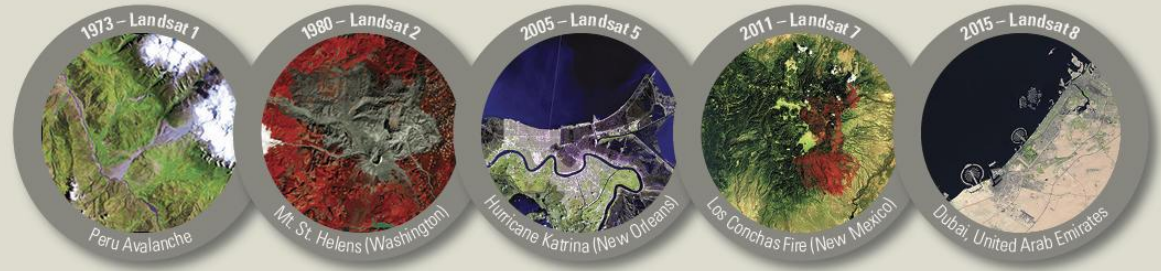 1973 – Landsat 1
Peru Avalanche
1980 – Landsat 2
Mt. St. Helens (Washington)
2005 – Landsat 5
Hurricane Katrina (New Orleans)
2011 – Landsat 7
Los Conchas Fire (New Mexico)
2015 – Landsat 8
Dubai, United Arab Emirates